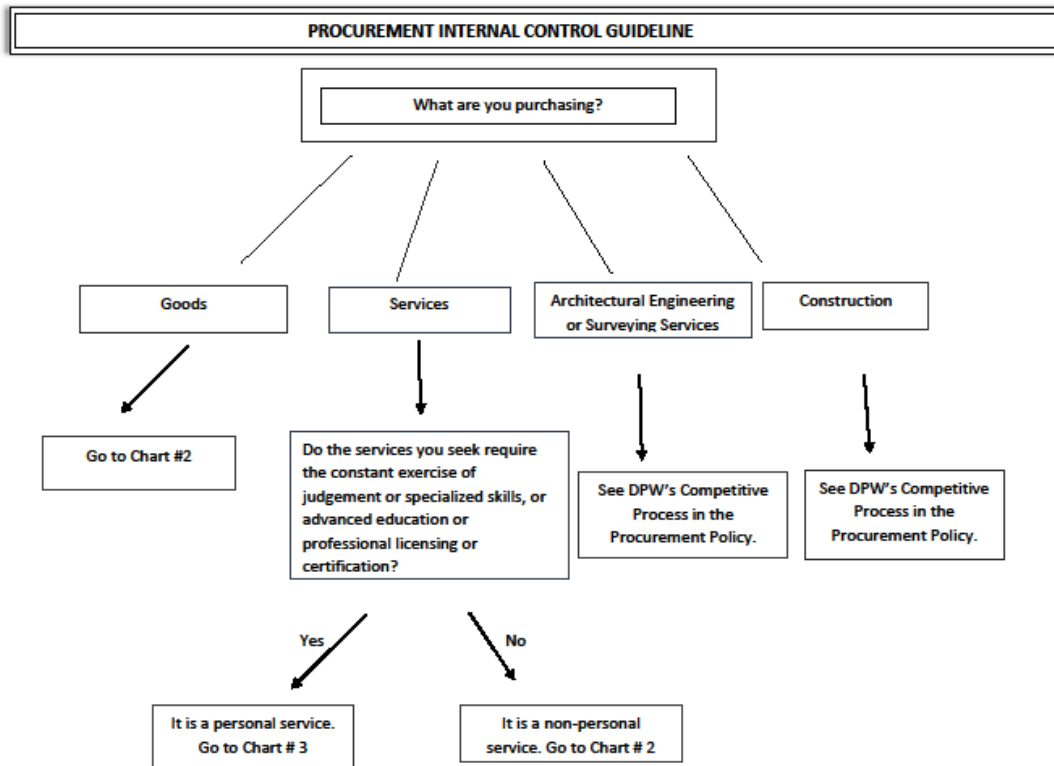 PROCUREMENT INTERNAL CONTROL GUIDELINE
What are you purchasing?
Goods
Services
Architectural Engineering
or Surveying Services
Construction
Go to Chart #2
Do the services you seek require
the constant exercise of
judgement or specialized skills, or
advanced education or
professional licensing or
certification?
See DPW's Competitive
Process in the
Procurement Policy.
See DPW's Competitive
Process in the
Procurement Policy.
Yes
No
It is a personal service.
Go to Chart # 3
It is a non-personal
service. Go to Chart # 2